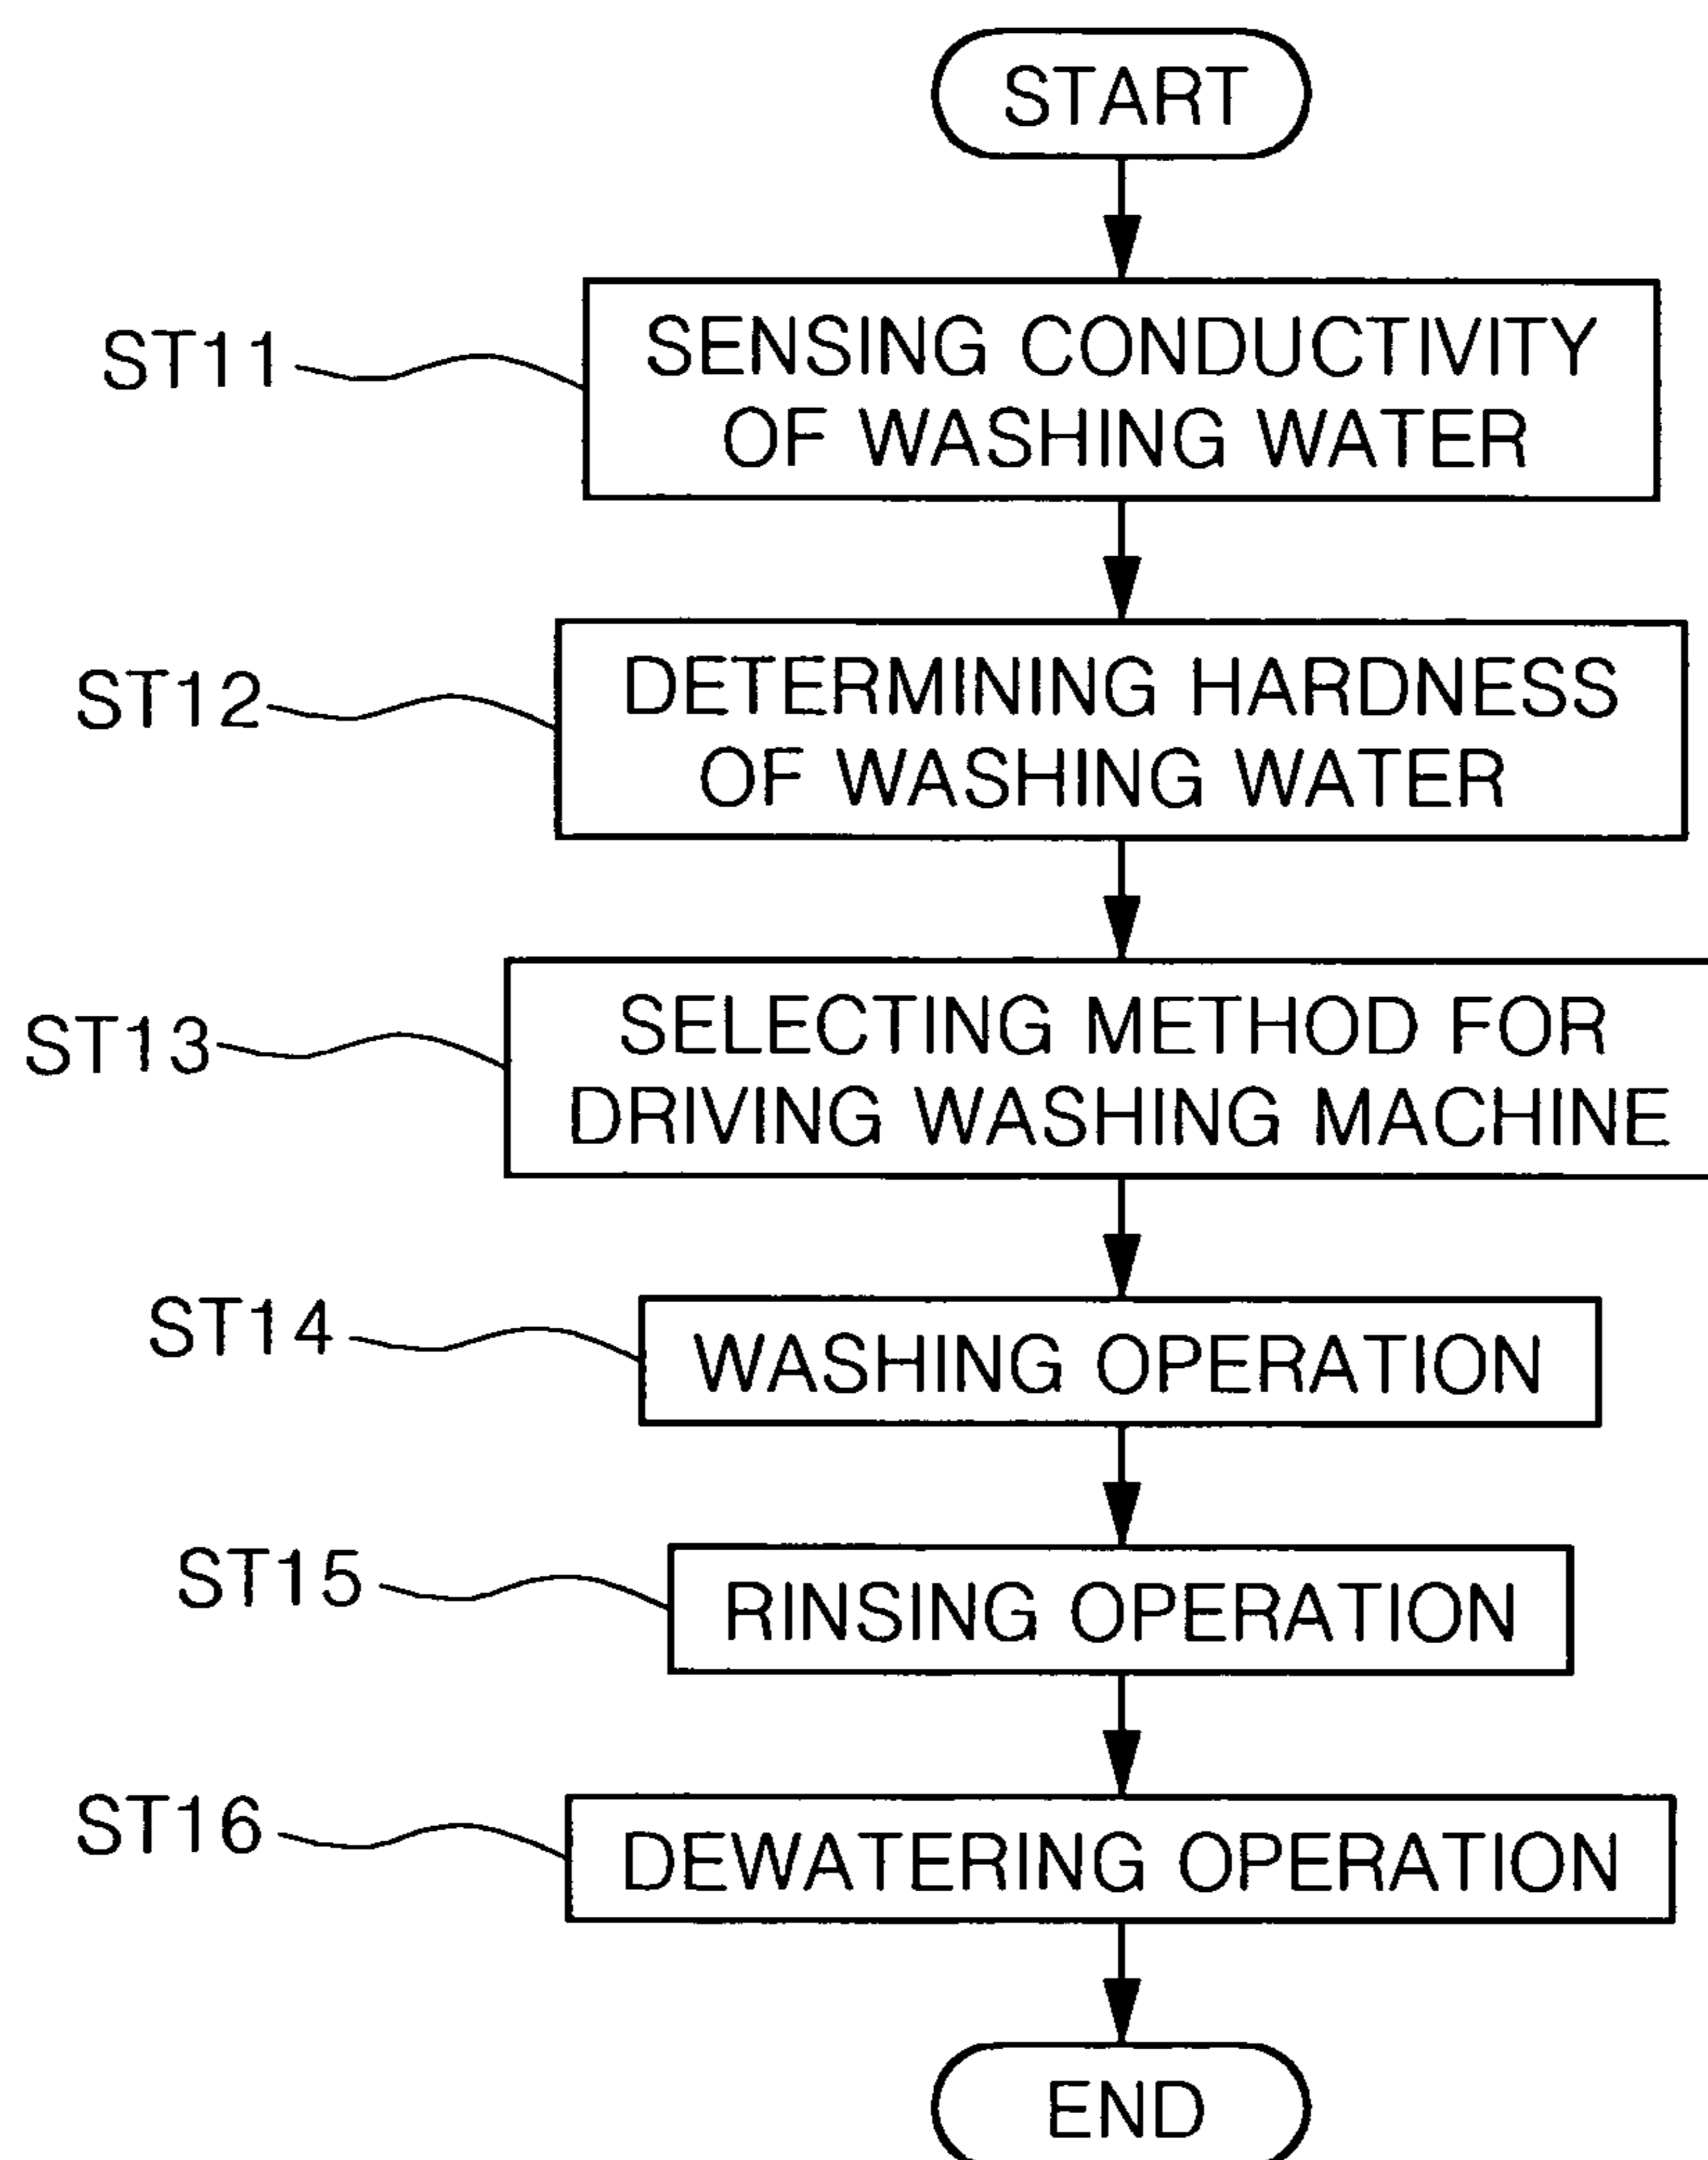 START
ST11
SENSING CONDUCTIVITY
OF WASHING WATER
ST12
DETERMINING HARDNESS
OF WASHING WATER
ST13
SELECTING METHOD FOR
DRIVING WASHING MACHINE
ST14
WASHING OPERATION
ST15
RINSING OPERATION
ST16
DEWATERING OPERATION
END